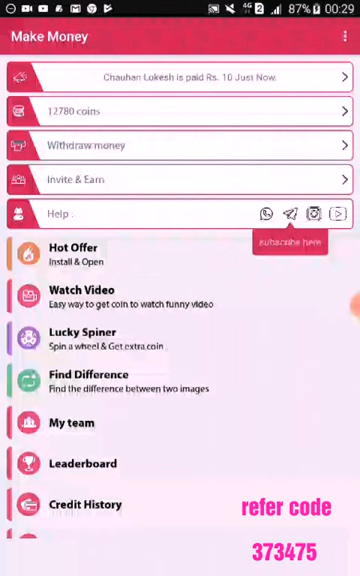 4G 2 87% 00:29
Make Money
Chauhan Lokesh is paid Rs. 10 Just Now.
12780 coins
Withdraw money
Invite & Earn
Help .
subscribe here
Hot Offer
Install & Open
Watch Video
Easy way to get coin to watch funny video
Lucky Spiner
Spin a wheel & Get extra coin
Find Difference
Find the difference between two images
My team
Leaderboard
Credit History
refer code
373475